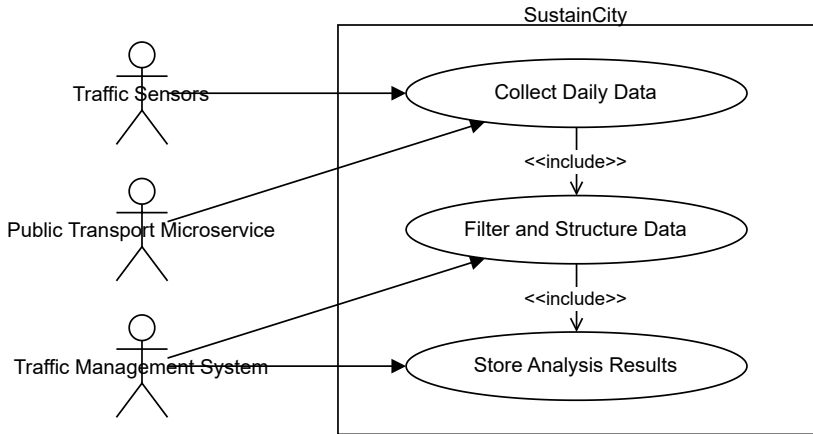 SustainCity
Traffic Sensors
Collect Daily Data
<<include>>
Public Transport Microservice
Filter and Structure Data
<<include>>
Traffic Management System
Store Analysis Results